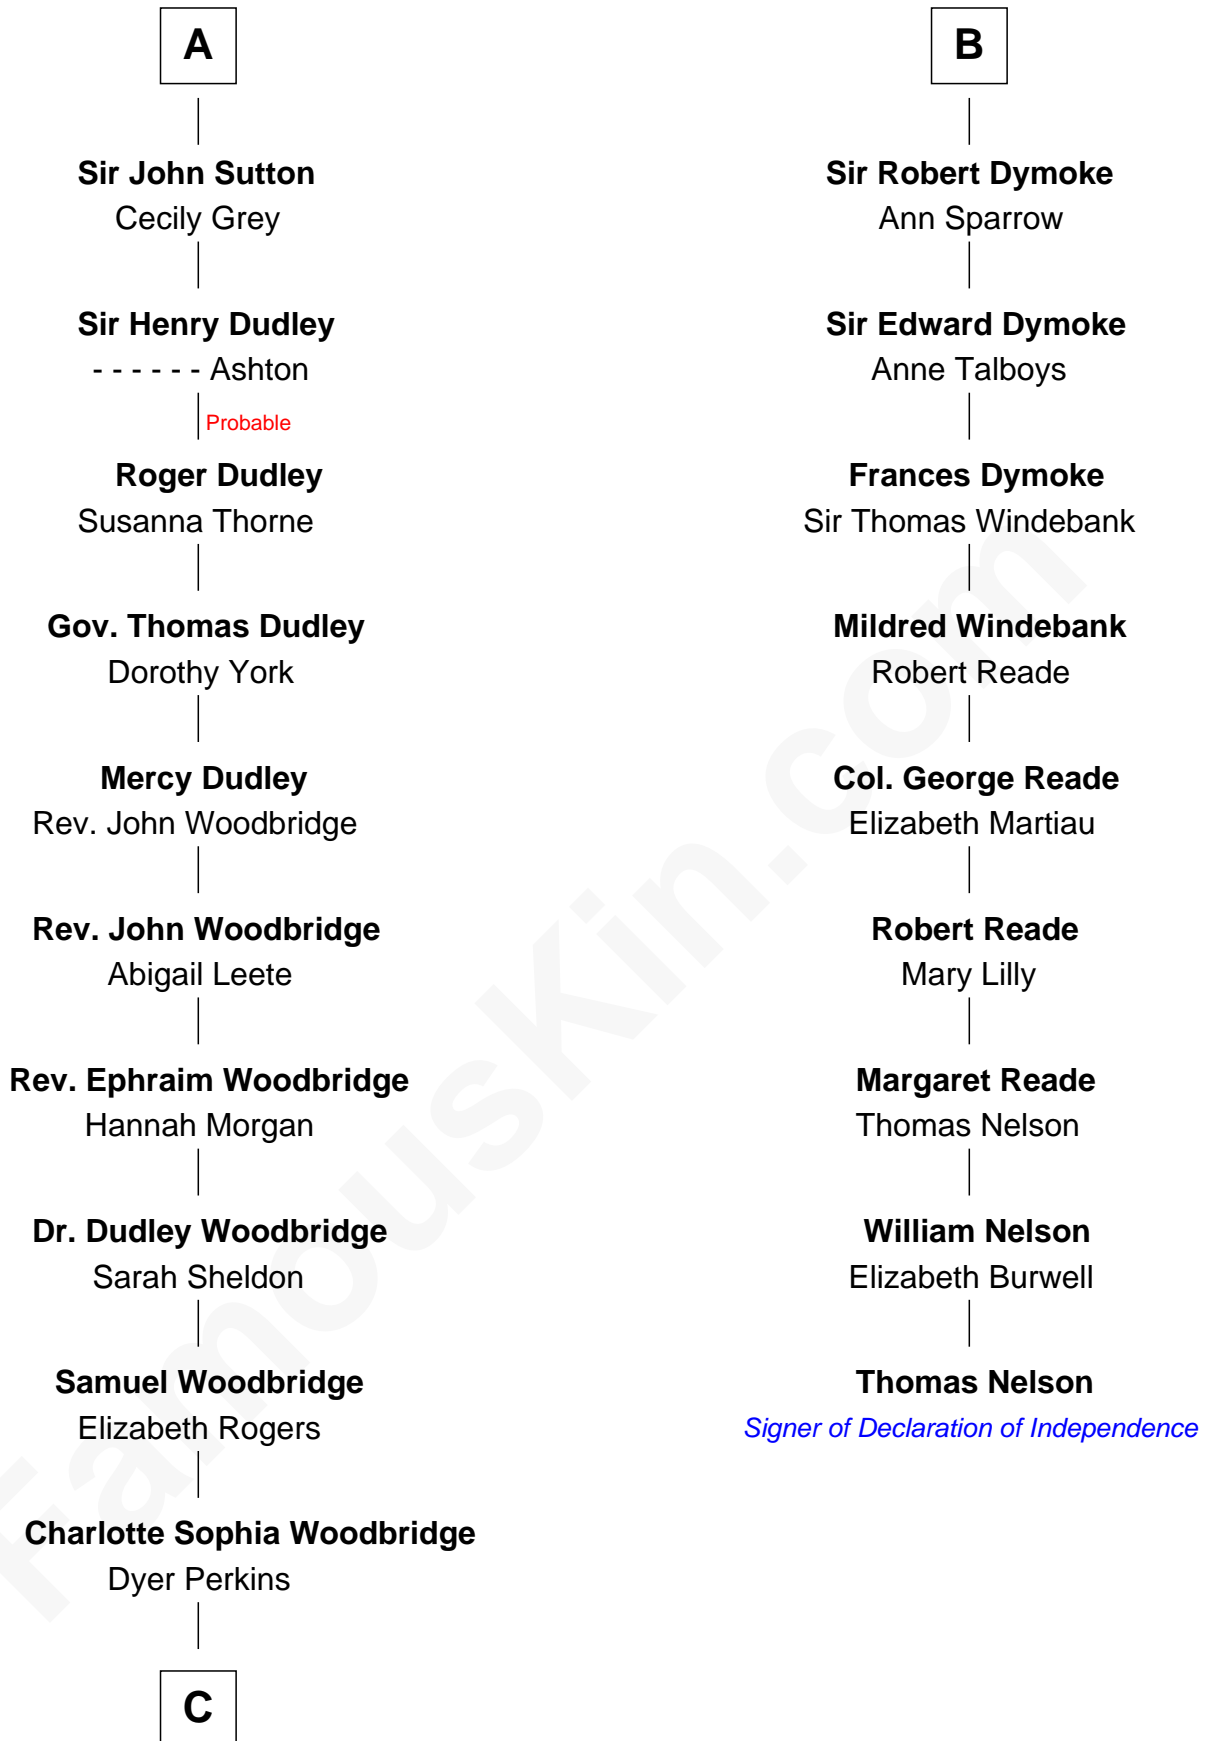 A
Sir John Sutton
Cecily Grey
Sir Henry Dudley
- - - - - - Ashton
Probable
Roger Dudley
Susanna Thorne
Gov. Thomas Dudley
Dorothy York
Mercy Dudley
Rev. John Woodbridge
Rev. John Woodbridge
Abigail Leete
Rev. Ephraim Woodbridge
Hannah Morgan
Dr. Dudley Woodbridge
Sarah Sheldon
Samuel Woodbridge
Elizabeth Rogers
Charlotte Sophia Woodbridge
Dyer Perkins
C
B
Sir Robert Dymoke
Ann Sparrow
Sir Edward Dymoke
Anne Talboys
Frances Dymoke
Sir Thomas Windebank
Mildred Windebank
Robert Reade
Col. George Reade
Elizabeth Martiau
Robert Reade
Mary Lilly
Margaret Reade
Thomas Nelson
William Nelson
Elizabeth Burwell
Thomas Nelson
Signer of Declaration of Independence
FamousKin.com